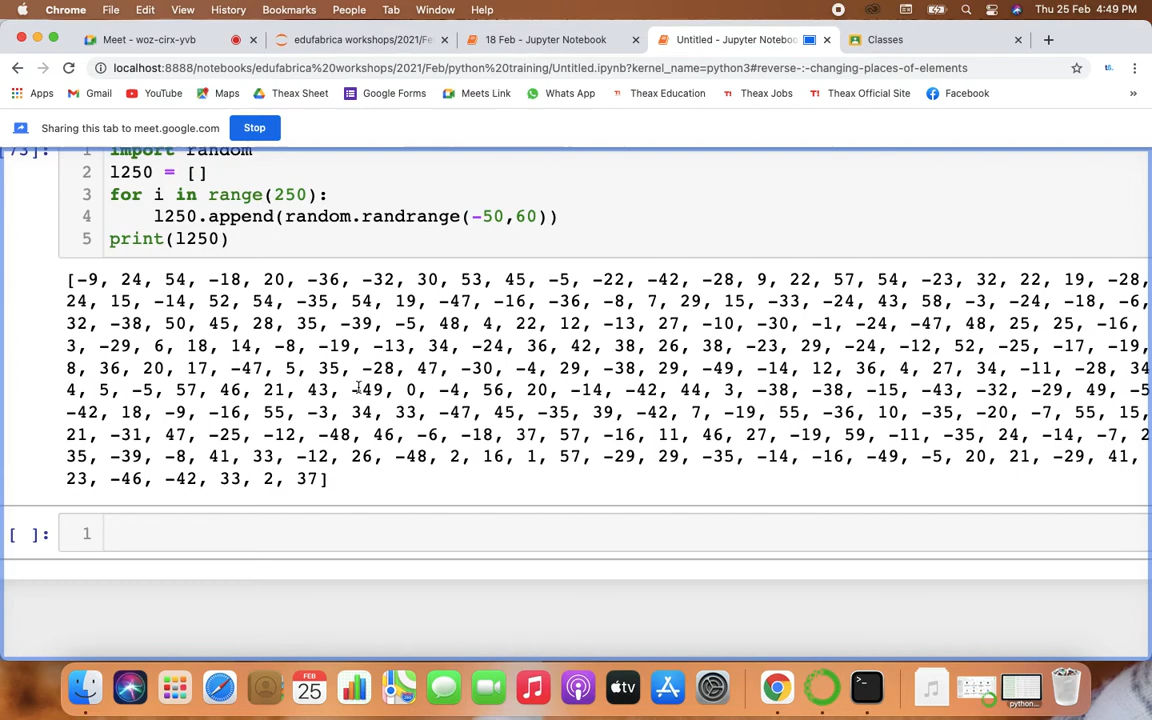 Chrome File Edit View History Bookmarks People Tab Window Help Thu 25 Feb 4:49 PM
Meet - woz-cirx-yvb edufabrica workshops/2021/Fe 18 Feb - Jupyter Notebook Untitled - Jupyter Noteboo Classes
localhost:8888/notebooks/edufabrica%20workshops/2021/Feb/python%20training/Untitled.ipynb?kernel_name=python3#reverse-:-changing-places-of-elements
Apps Gmail YouTube Maps Theax Sheet Google Forms Meets Link Whats App Theax Education Theax Jobs Theax Official Site Facebook
Sharing this tab to meet.google.com Stop
[73]: 1 import random
2 l250 = []
3 for i in range(250):
4 l250.append(random.randrange(-50,60))
5 print(l250)
[-9, 24, 54, -18, 20, -36, -32, 30, 53, 45, -5, -22, -42, -28, 9, 22, 57, 54, -23, 32, 22, 19, -28,
24, 15, -14, 52, 54, -35, 54, 19, -47, -16, -36, -8, 7, 29, 15, -33, -24, 43, 58, -3, -24, -18, -6,
32, -38, 50, 45, 28, 35, -39, -5, 48, 4, 22, 12, -13, 27, -10, -30, -1, -24, -47, 48, 25, 25, -16,
3, -29, 6, 18, 14, -8, -19, -13, 34, -24, 36, 42, 38, 26, 38, -23, 29, -24, -12, 52, -25, -17, -19,
8, 36, 20, 17, -47, 5, 35, -28, 47, -30, -4, 29, -38, 29, -49, -14, 12, 36, 4, 27, 34, -11, -28, 34
4, 5, -5, 57, 46, 21, 43, -49, 0, -4, 56, 20, -14, -42, 44, 3, -38, -38, -15, -43, -32, -29, 49, -5
-42, 18, -9, -16, 55, -3, 34, 33, -47, 45, -35, 39, -42, 7, -19, 55, -36, 10, -35, -20, -7, 55, 15,
21, -31, 47, -25, -12, -48, 46, -6, -18, 37, 57, -16, 11, 46, 27, -19, 59, -11, -35, 24, -14, -7, 2
35, -39, -8, 41, 33, -12, 26, -48, 2, 16, 1, 57, -29, 29, -35, -14, -16, -49, -5, 20, 21, -29, 41,
23, -46, -42, 33, 2, 37]
[ ]: 1
FEB
25
tv
python...